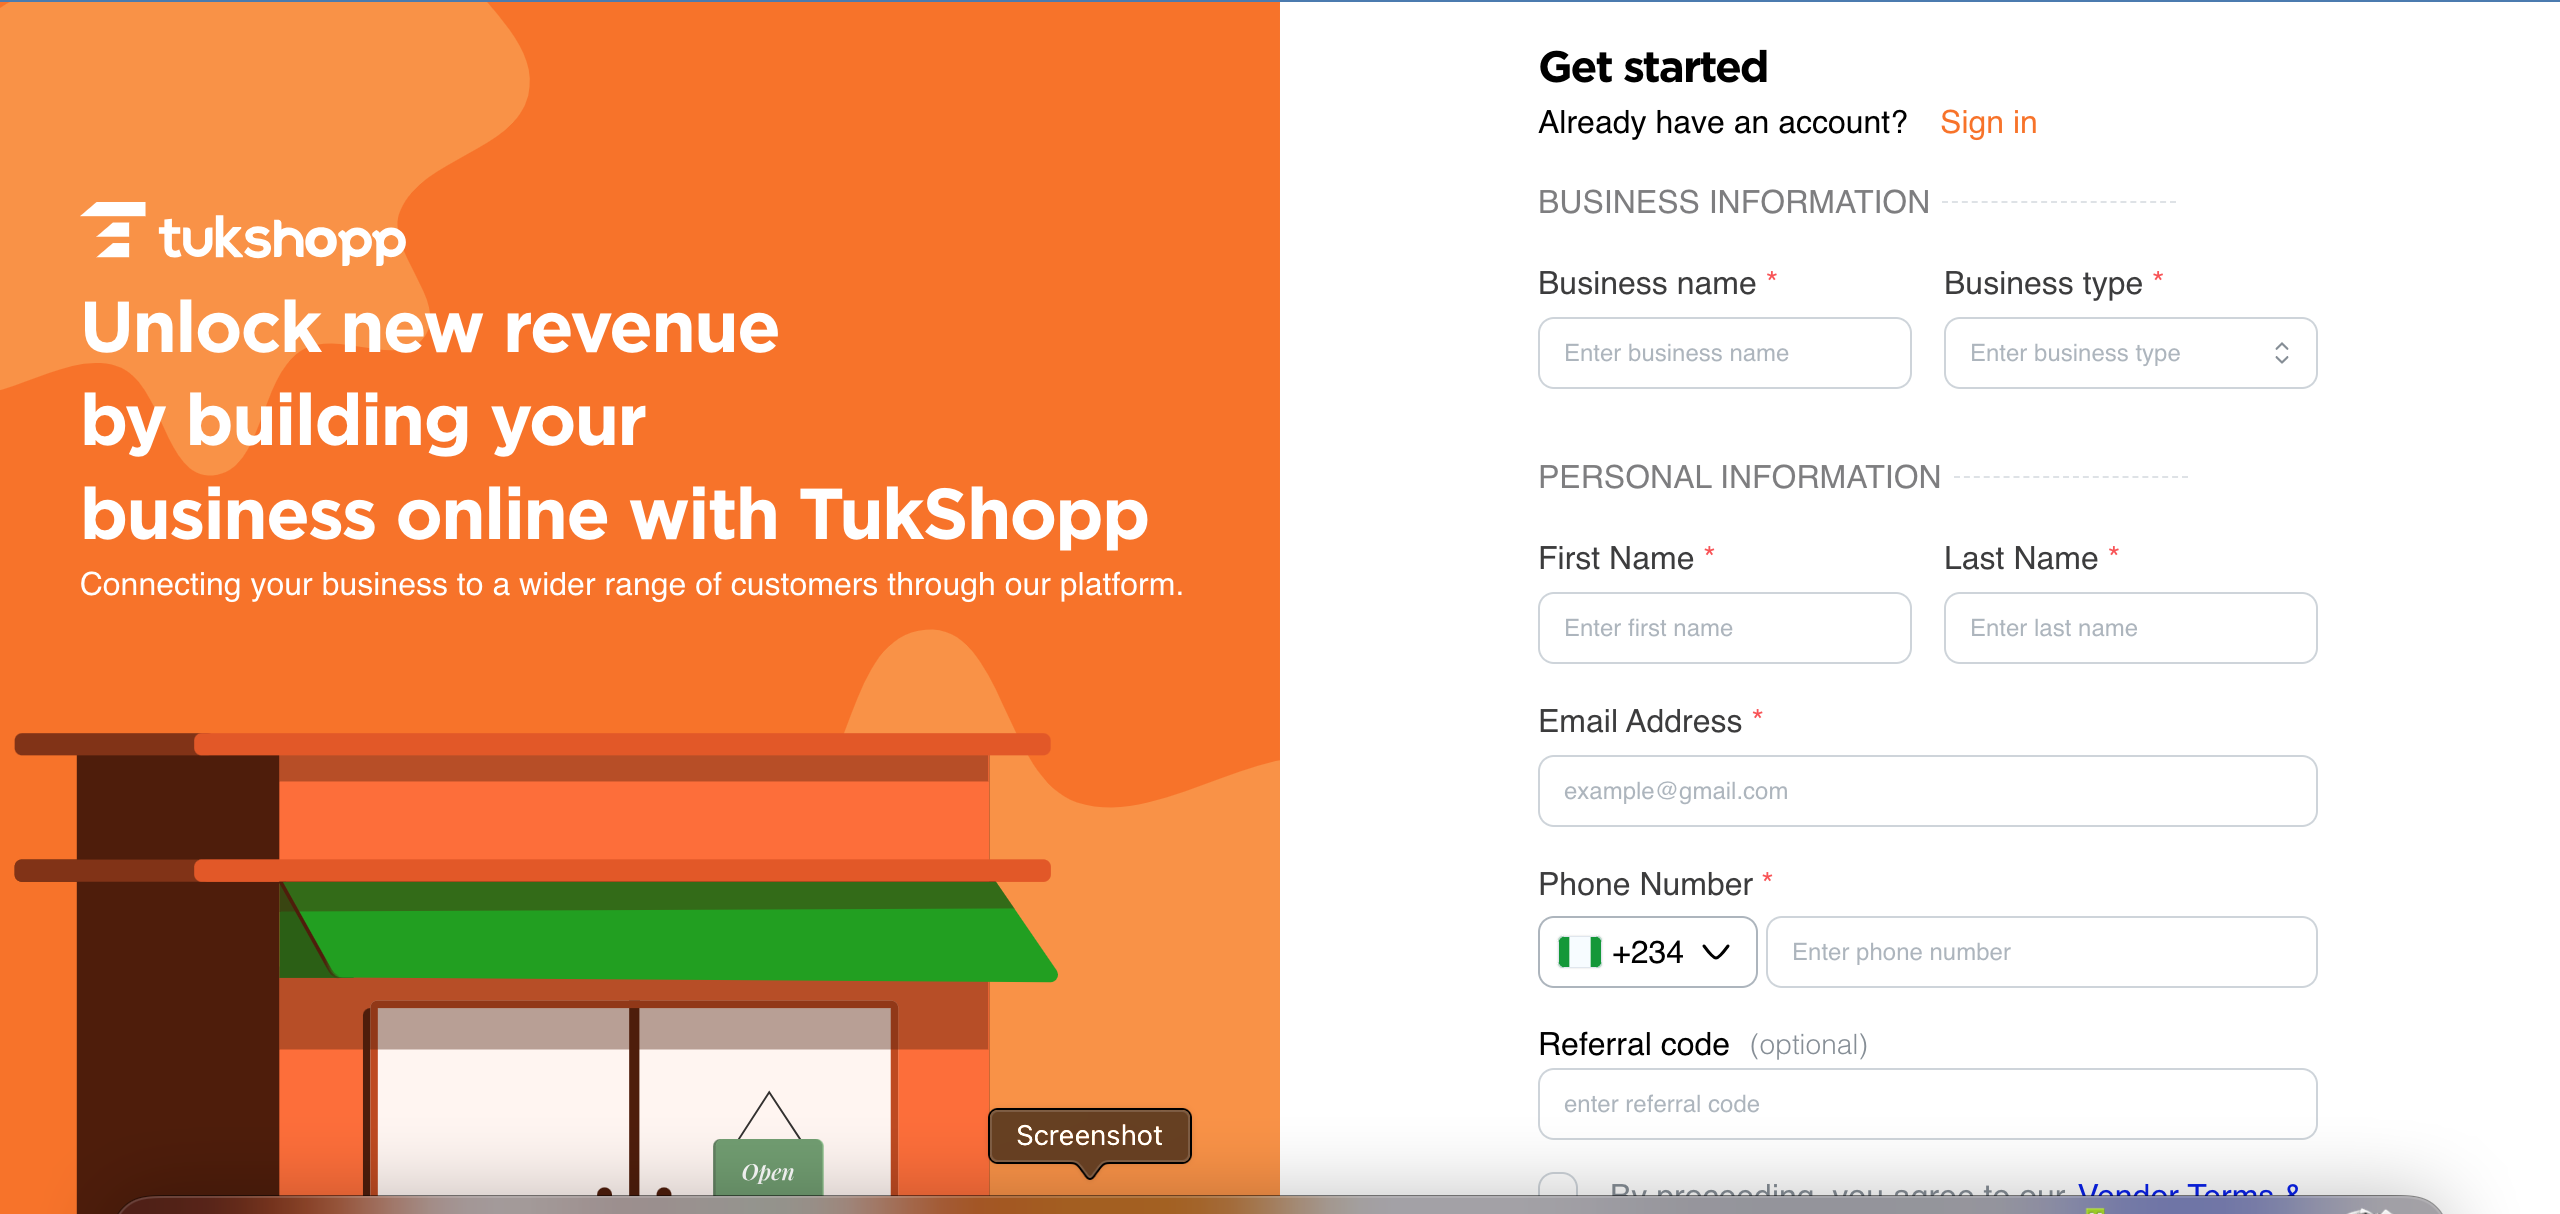 tukshopp
Unlock new revenue
by building your
business online with TukShopp
Connecting your business to a wider range of customers through our platform.
Open
Screenshot
Get started
Already have an account? Sign in
BUSINESS INFORMATION
Business name * Business type *
Enter business name Enter business type
PERSONAL INFORMATION
First Name * Last Name *
Enter first name Enter last name
Email Address *
example@gmail.com
Phone Number *
+234 Enter phone number
Referral code (optional)
enter referral code
By proceeding, you agree to our Vendor Terms &